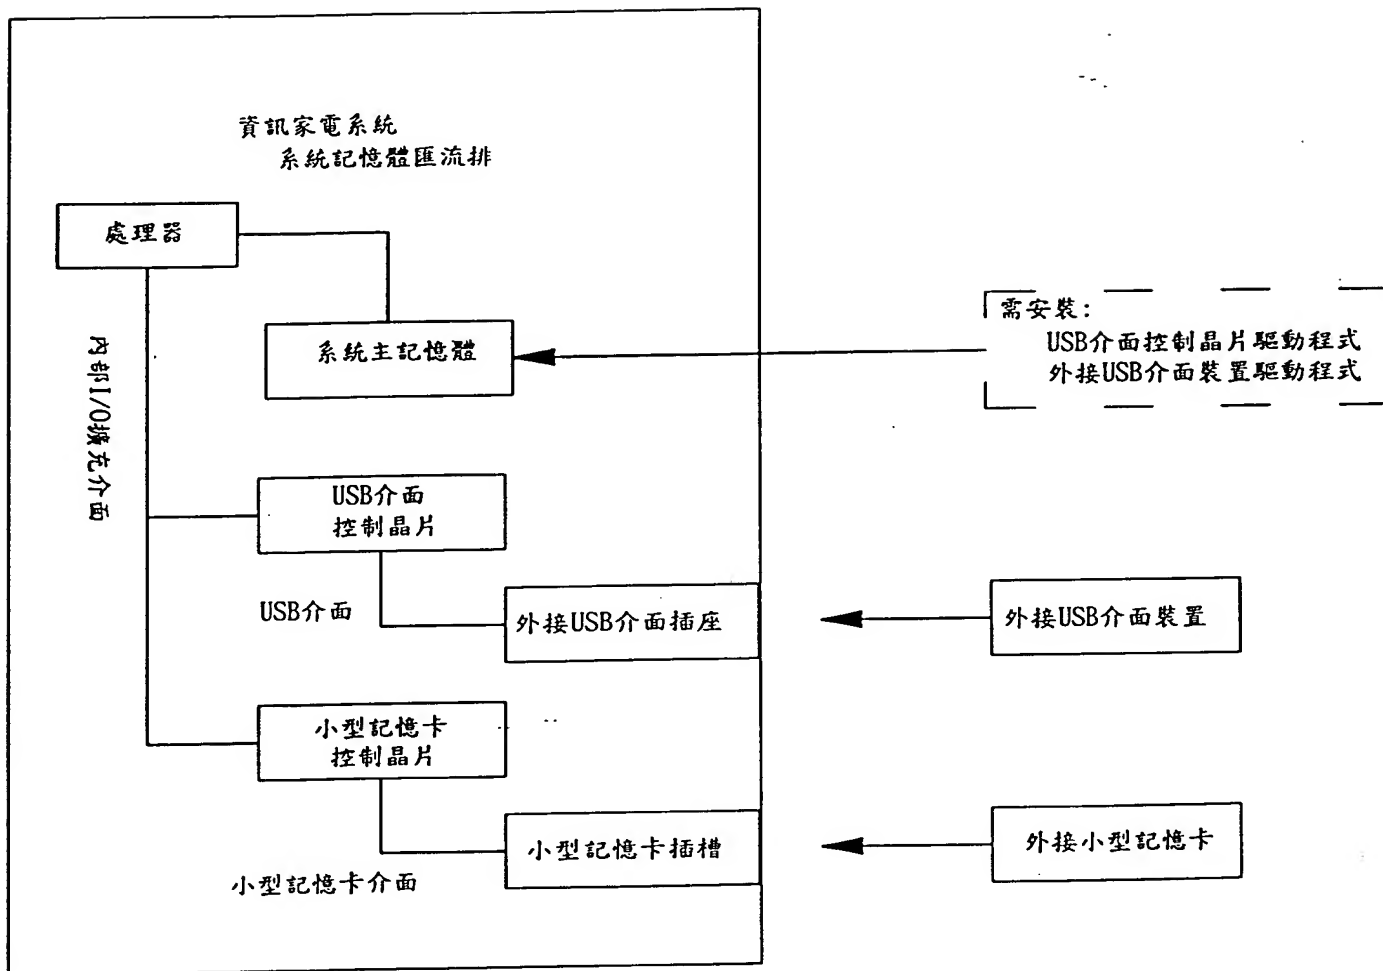 資訊家電系統
系統記憶體匯流排
處理器
系統主記憶體
內部I/O擴充介面
需安裝:
USB介面控制晶片驅動程式
外接USB介面裝置驅動程式
USB介面
控制晶片
USB介面
外接USB介面插座
外接USB介面裝置
小型記憶卡
控制晶片
小型記憶卡插槽
外接小型記憶卡
小型記憶卡介面